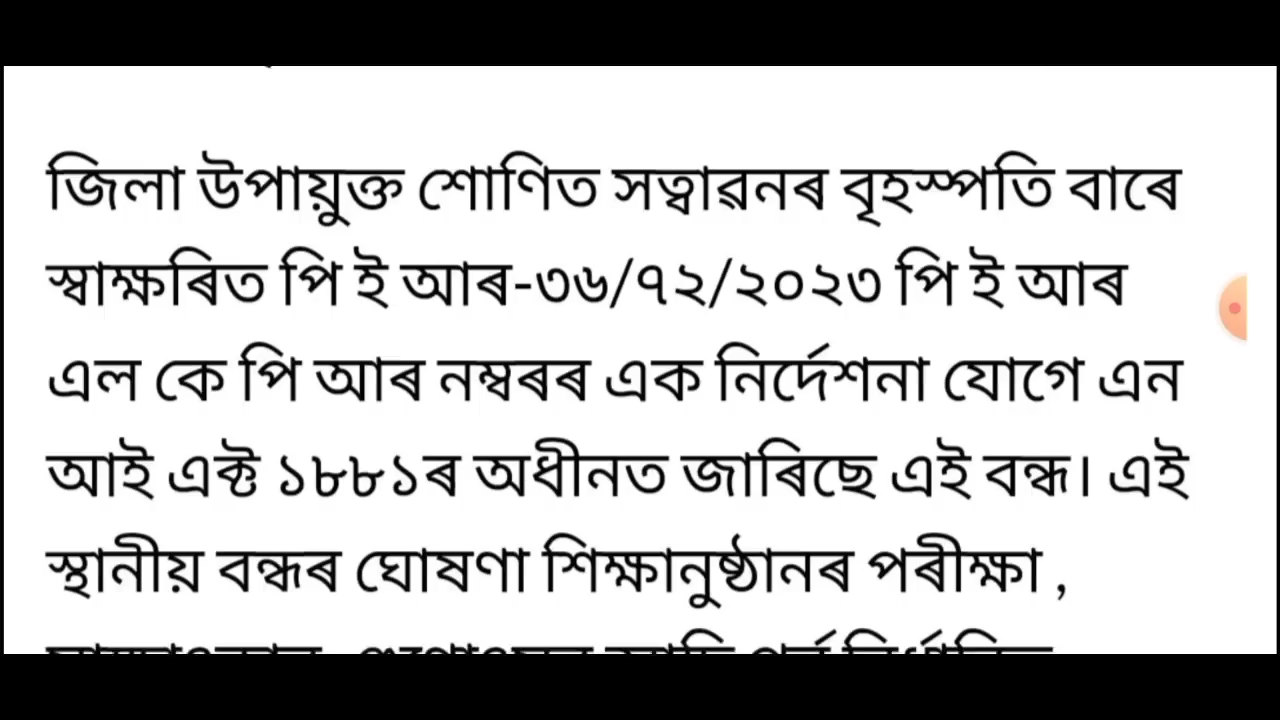 জিলা উপায়ুক্ত শোণিত সত্বাৱনৰ বৃহস্পতি বাৰে
স্বাক্ষৰিত পি ই আৰ-৩৬/৭২/২০২৩ পি ই আৰ
এল কে পি আৰ নম্বৰৰ এক নিৰ্দেশনা যোগে এন
আই এক্ট ১৮৮১ৰ অধীনত জাৰিছে এই বন্ধ। এই
স্থানীয় বন্ধৰ ঘোষণা শিক্ষানুষ্ঠানৰ পৰীক্ষা ,